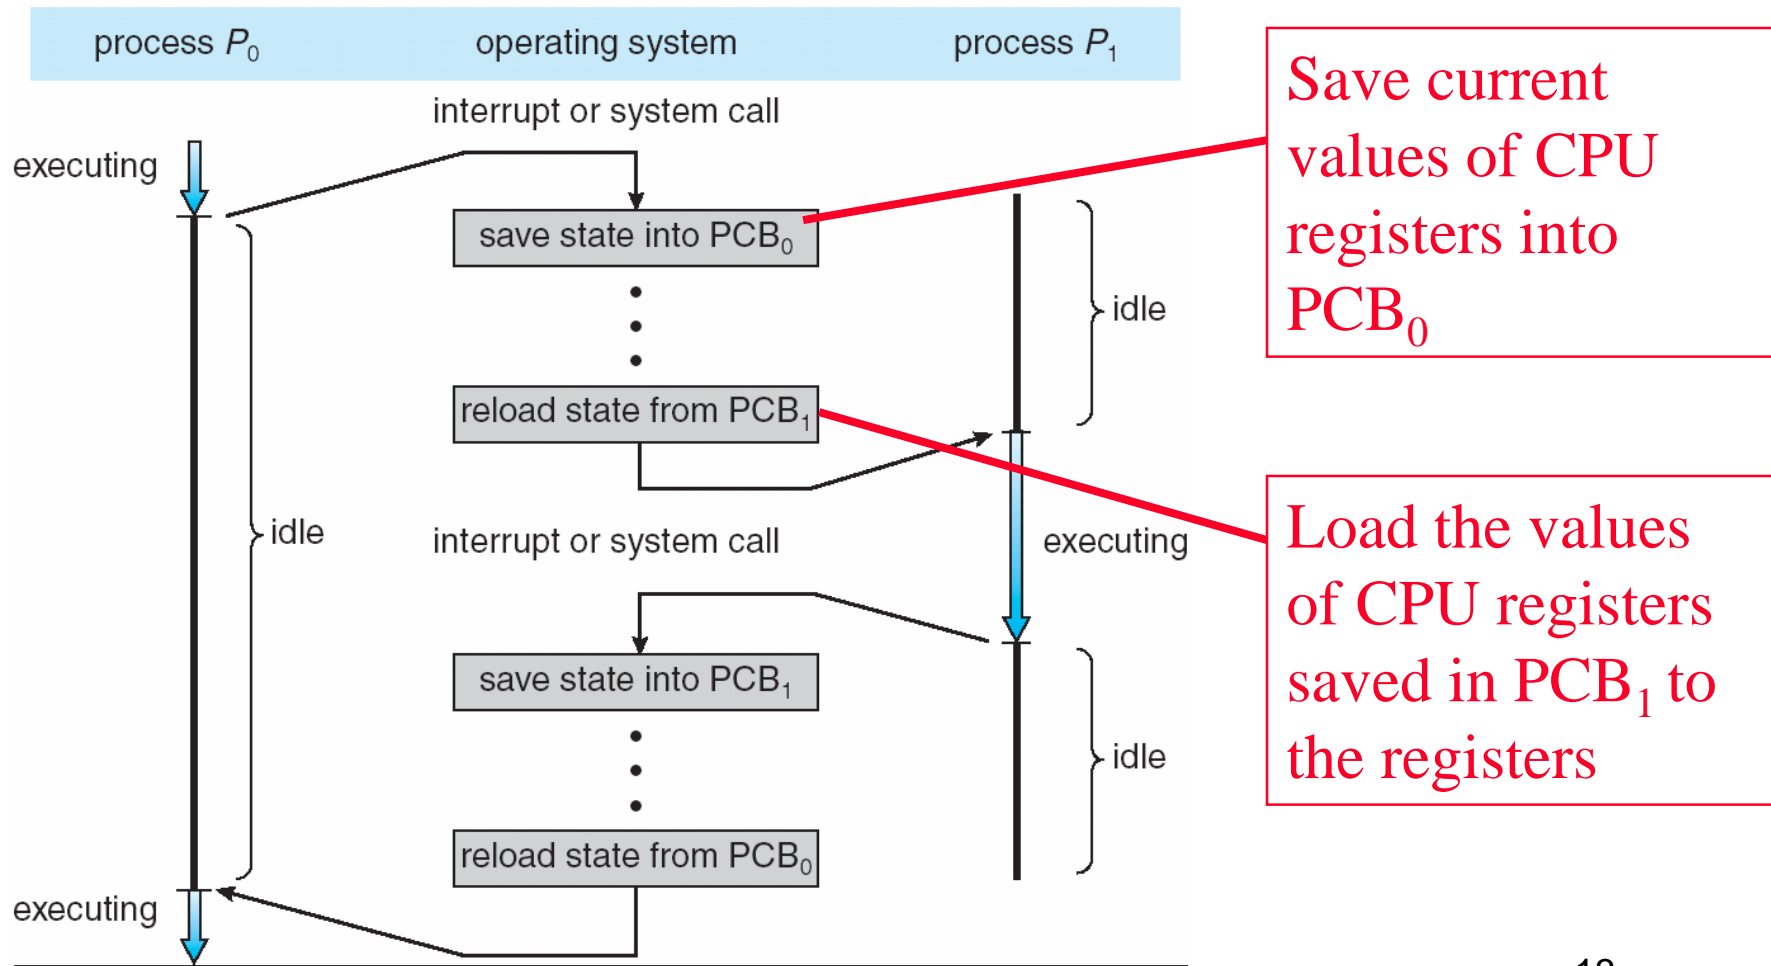 process P₀ operating system process P₁
interrupt or system call
executing
save state into PCB₀
idle
reload state from PCB₁
idle
interrupt or system call
executing
save state into PCB₁
idle
reload state from PCB₀
executing
Save current
values of CPU
registers into
PCB₀
Load the values
of CPU registers
saved in PCB₁ to
the registers